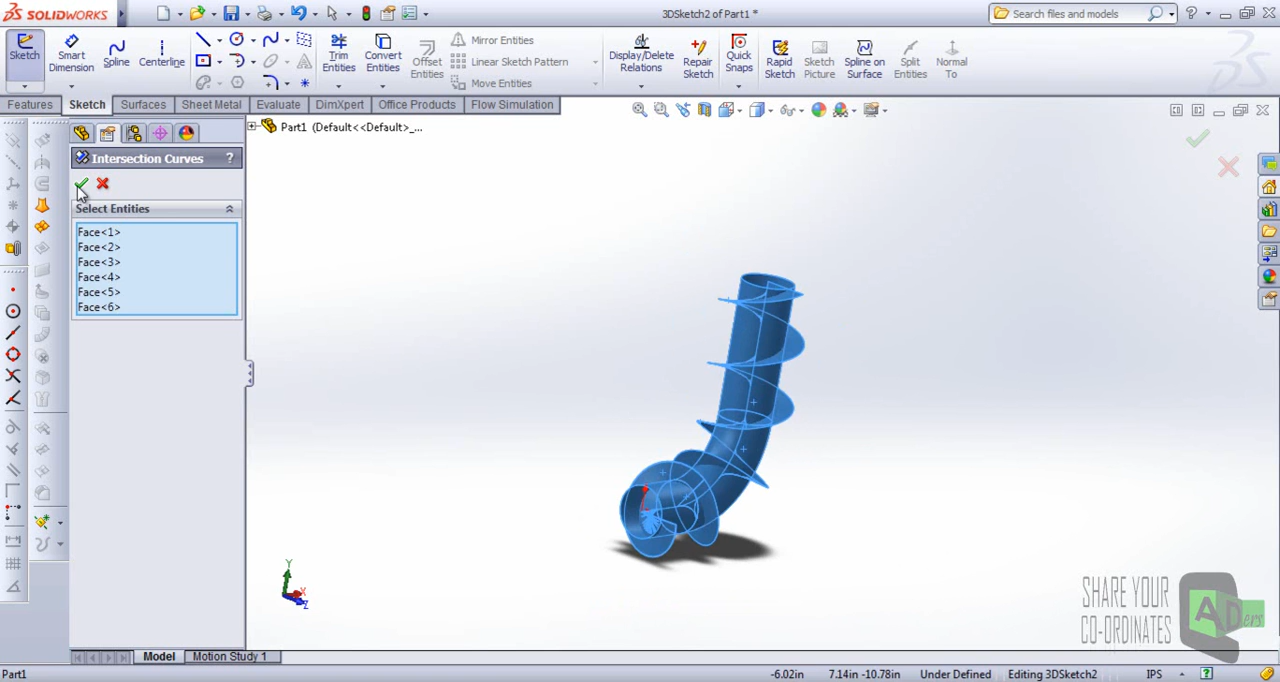 SOLIDWORKS
3DSketch2 of Part1 *
Search files and models
Sketch
Smart Dimension
Spline
Centerline
Trim Entities
Convert Entities
Offset Entities
Mirror Entities
Linear Sketch Pattern
Move Entities
Display/Delete Relations
Repair Sketch
Quick Snaps
Rapid Sketch
Sketch Picture
Spline on Surface
Split Entities
Normal To
Features
Sketch
Surfaces
Sheet Metal
Evaluate
DimXpert
Office Products
Flow Simulation
Part1 (Default<<Default>_...
Intersection Curves
?
Select Entities
Face<1>
Face<2>
Face<3>
Face<4>
Face<5>
Face<6>
Y
X
Z
SHARE YOUR
CO-ORDINATES
CADers
Model
Motion Study 1
Part1
-6.02in
7.14in -10.78in
Under Defined
Editing 3DSketch2
IPS